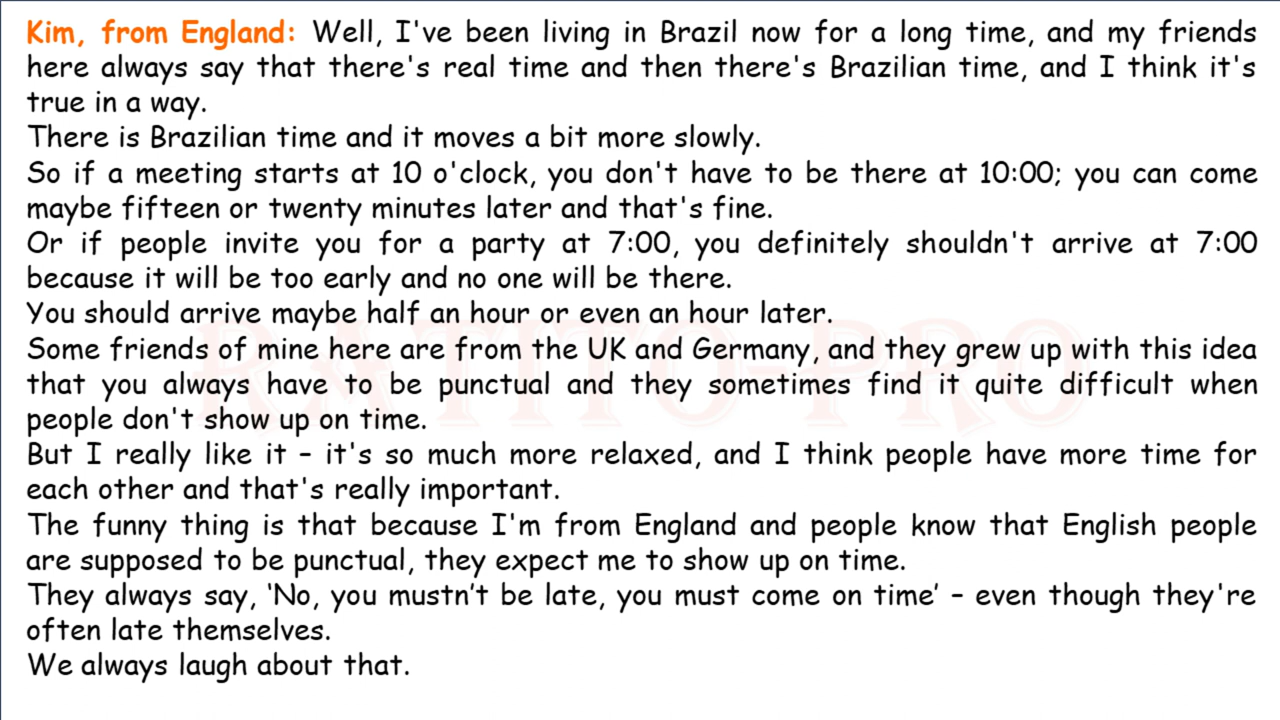 Kim, from England: Well, I've been living in Brazil now for a long time, and my friends
here always say that there's real time and then there's Brazilian time, and I think it's
true in a way.
There is Brazilian time and it moves a bit more slowly.
So if a meeting starts at 10 o'clock, you don't have to be there at 10:00; you can come
maybe fifteen or twenty minutes later and that's fine.
Or if people invite you for a party at 7:00, you definitely shouldn't arrive at 7:00
because it will be too early and no one will be there.
You should arrive maybe half an hour or even an hour later.
RATITO-PRO
Some friends of mine here are from the UK and Germany, and they grew up with this idea
that you always have to be punctual and they sometimes find it quite difficult when
people don't show up on time.
But I really like it – it's so much more relaxed, and I think people have more time for
each other and that's really important.
The funny thing is that because I'm from England and people know that English people
are supposed to be punctual, they expect me to show up on time.
They always say, ‘No, you mustn’t be late, you must come on time’ – even though they're
often late themselves.
We always laugh about that.